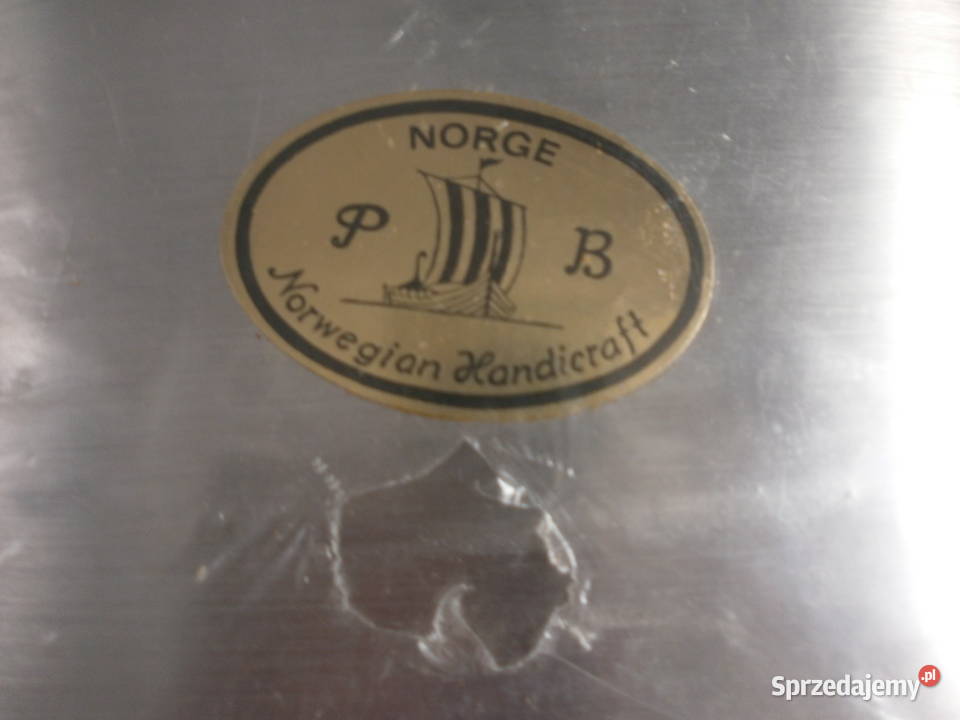 NORGE
P B
Norwegian Handicraft
Sprzedajemy.pl